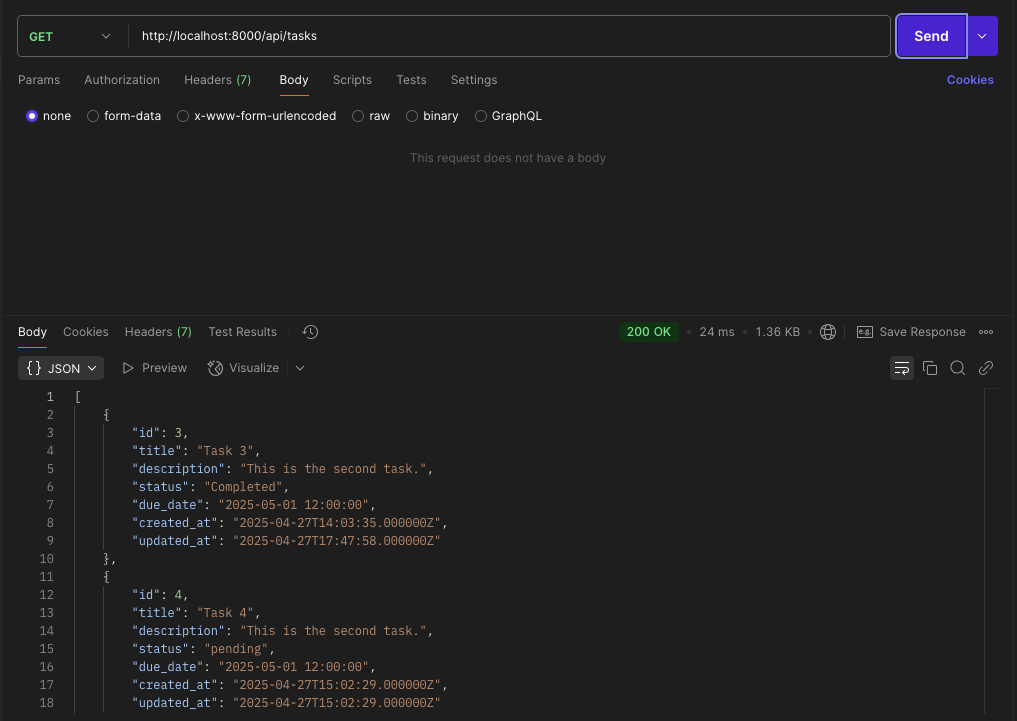 GET http://localhost:8000/api/tasks Send
Params Authorization Headers (7) Body Scripts Tests Settings Cookies
none form-data x-www-form-urlencoded raw binary GraphQL
This request does not have a body
Body Cookies Headers (7) Test Results 200 OK 24 ms 1.36 KB e.g. Save Response
{} JSON Preview Visualize
1 [
2 {
3 "id": 3,
4 "title": "Task 3",
5 "description": "This is the second task.",
6 "status": "Completed",
7 "due_date": "2025-05-01 12:00:00",
8 "created_at": "2025-04-27T14:03:35.000000Z",
9 "updated_at": "2025-04-27T17:47:58.000000Z"
10 },
11 {
12 "id": 4,
13 "title": "Task 4",
14 "description": "This is the second task.",
15 "status": "pending",
16 "due_date": "2025-05-01 12:00:00",
17 "created_at": "2025-04-27T15:02:29.000000Z",
18 "updated_at": "2025-04-27T15:02:29.000000Z"